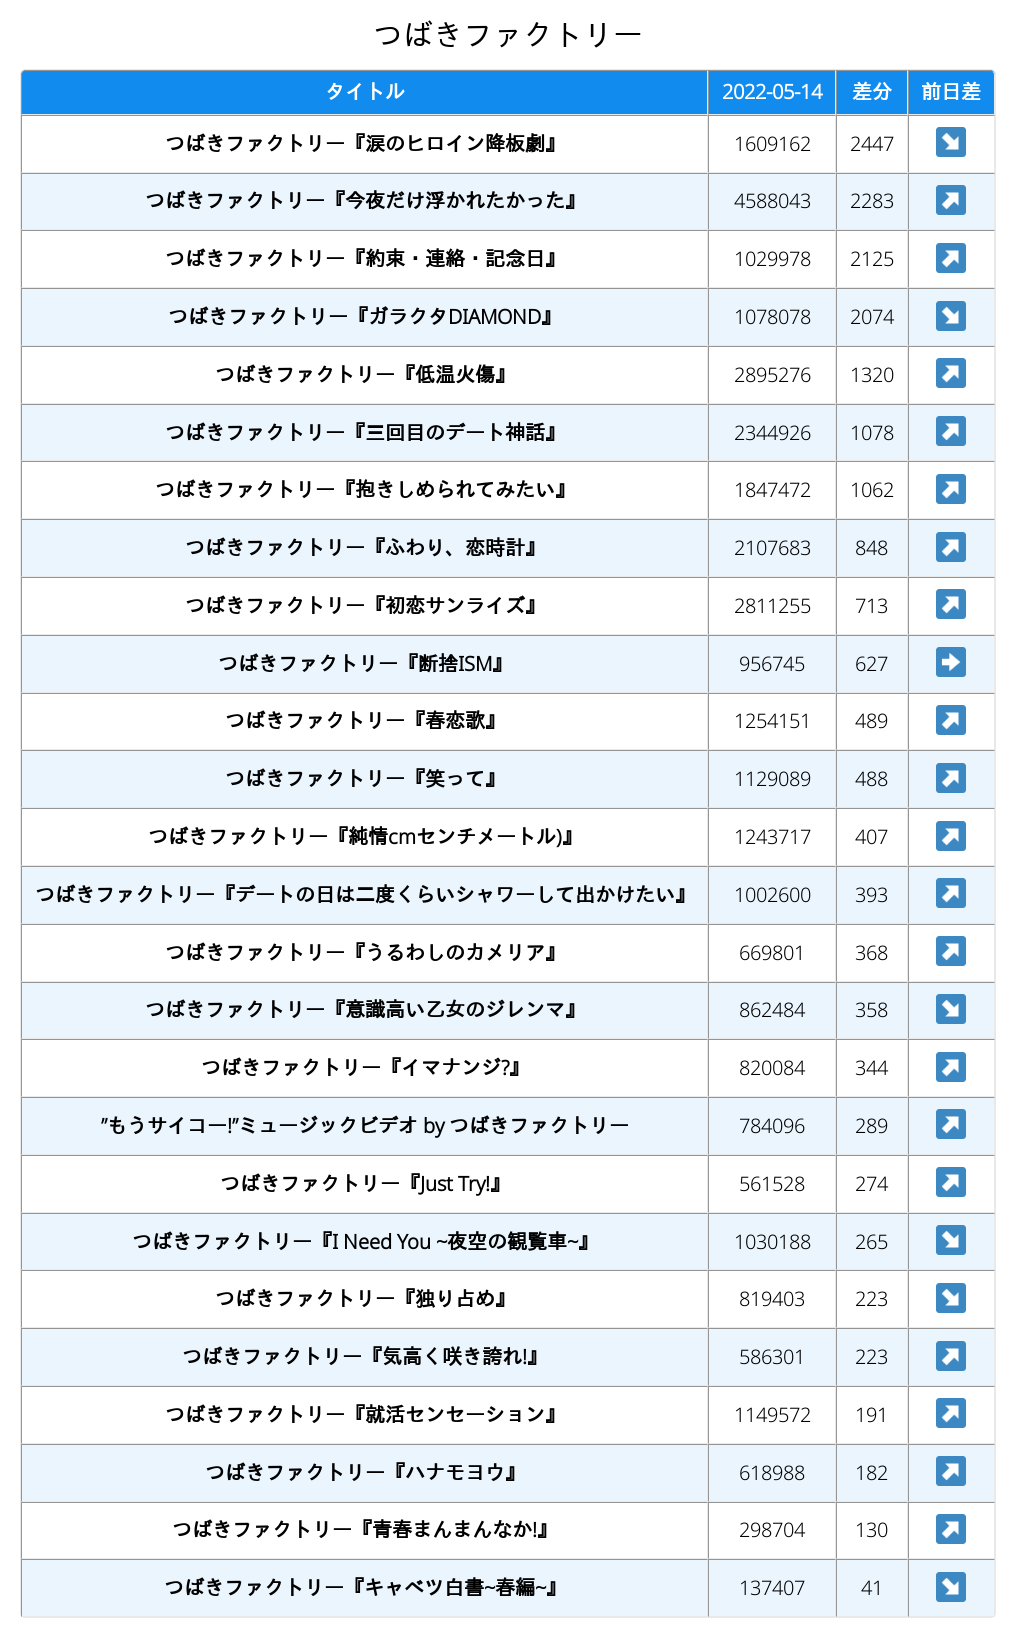 つばきファクトリー
タイトル 2022-05-14 差分 前日差
つばきファクトリー『涙のヒロイン降板劇』 1609162 2447 ↘
つばきファクトリー『今夜だけ浮かれたかった』 4588043 2283 ↗
つばきファクトリー『約束・連絡・記念日』 1029978 2125 ↗
つばきファクトリー『ガラクタDIAMOND』 1078078 2074 ↘
つばきファクトリー『低温火傷』 2895276 1320 ↗
つばきファクトリー『三回目のデート神話』 2344926 1078 ↗
つばきファクトリー『抱きしめられてみたい』 1847472 1062 ↗
つばきファクトリー『ふわり、恋時計』 2107683 848 ↗
つばきファクトリー『初恋サンライズ』 2811255 713 ↗
つばきファクトリー『断捨ISM』 956745 627 ➡
つばきファクトリー『春恋歌』 1254151 489 ↗
つばきファクトリー『笑って』 1129089 488 ↗
つばきファクトリー『純情cmセンチメートル)』 1243717 407 ↗
つばきファクトリー『デートの日は二度くらいシャワーして出かけたい』 1002600 393 ↗
つばきファクトリー『うるわしのカメリア』 669801 368 ↗
つばきファクトリー『意識高い乙女のジレンマ』 862484 358 ↘
つばきファクトリー『イマナンジ?』 820084 344 ↗
”もうサイコー!”ミュージックビデオ by つばきファクトリー 784096 289 ↗
つばきファクトリー『Just Try!』 561528 274 ↗
つばきファクトリー『I Need You ~夜空の観覧車~』 1030188 265 ↘
つばきファクトリー『独り占め』 819403 223 ↘
つばきファクトリー『気高く咲き誇れ!』 586301 223 ↗
つばきファクトリー『就活センセーション』 1149572 191 ↗
つばきファクトリー『ハナモヨウ』 618988 182 ↗
つばきファクトリー『青春まんまんなか!』 298704 130 ↗
つばきファクトリー『キャベツ白書~春編~』 137407 41 ↘